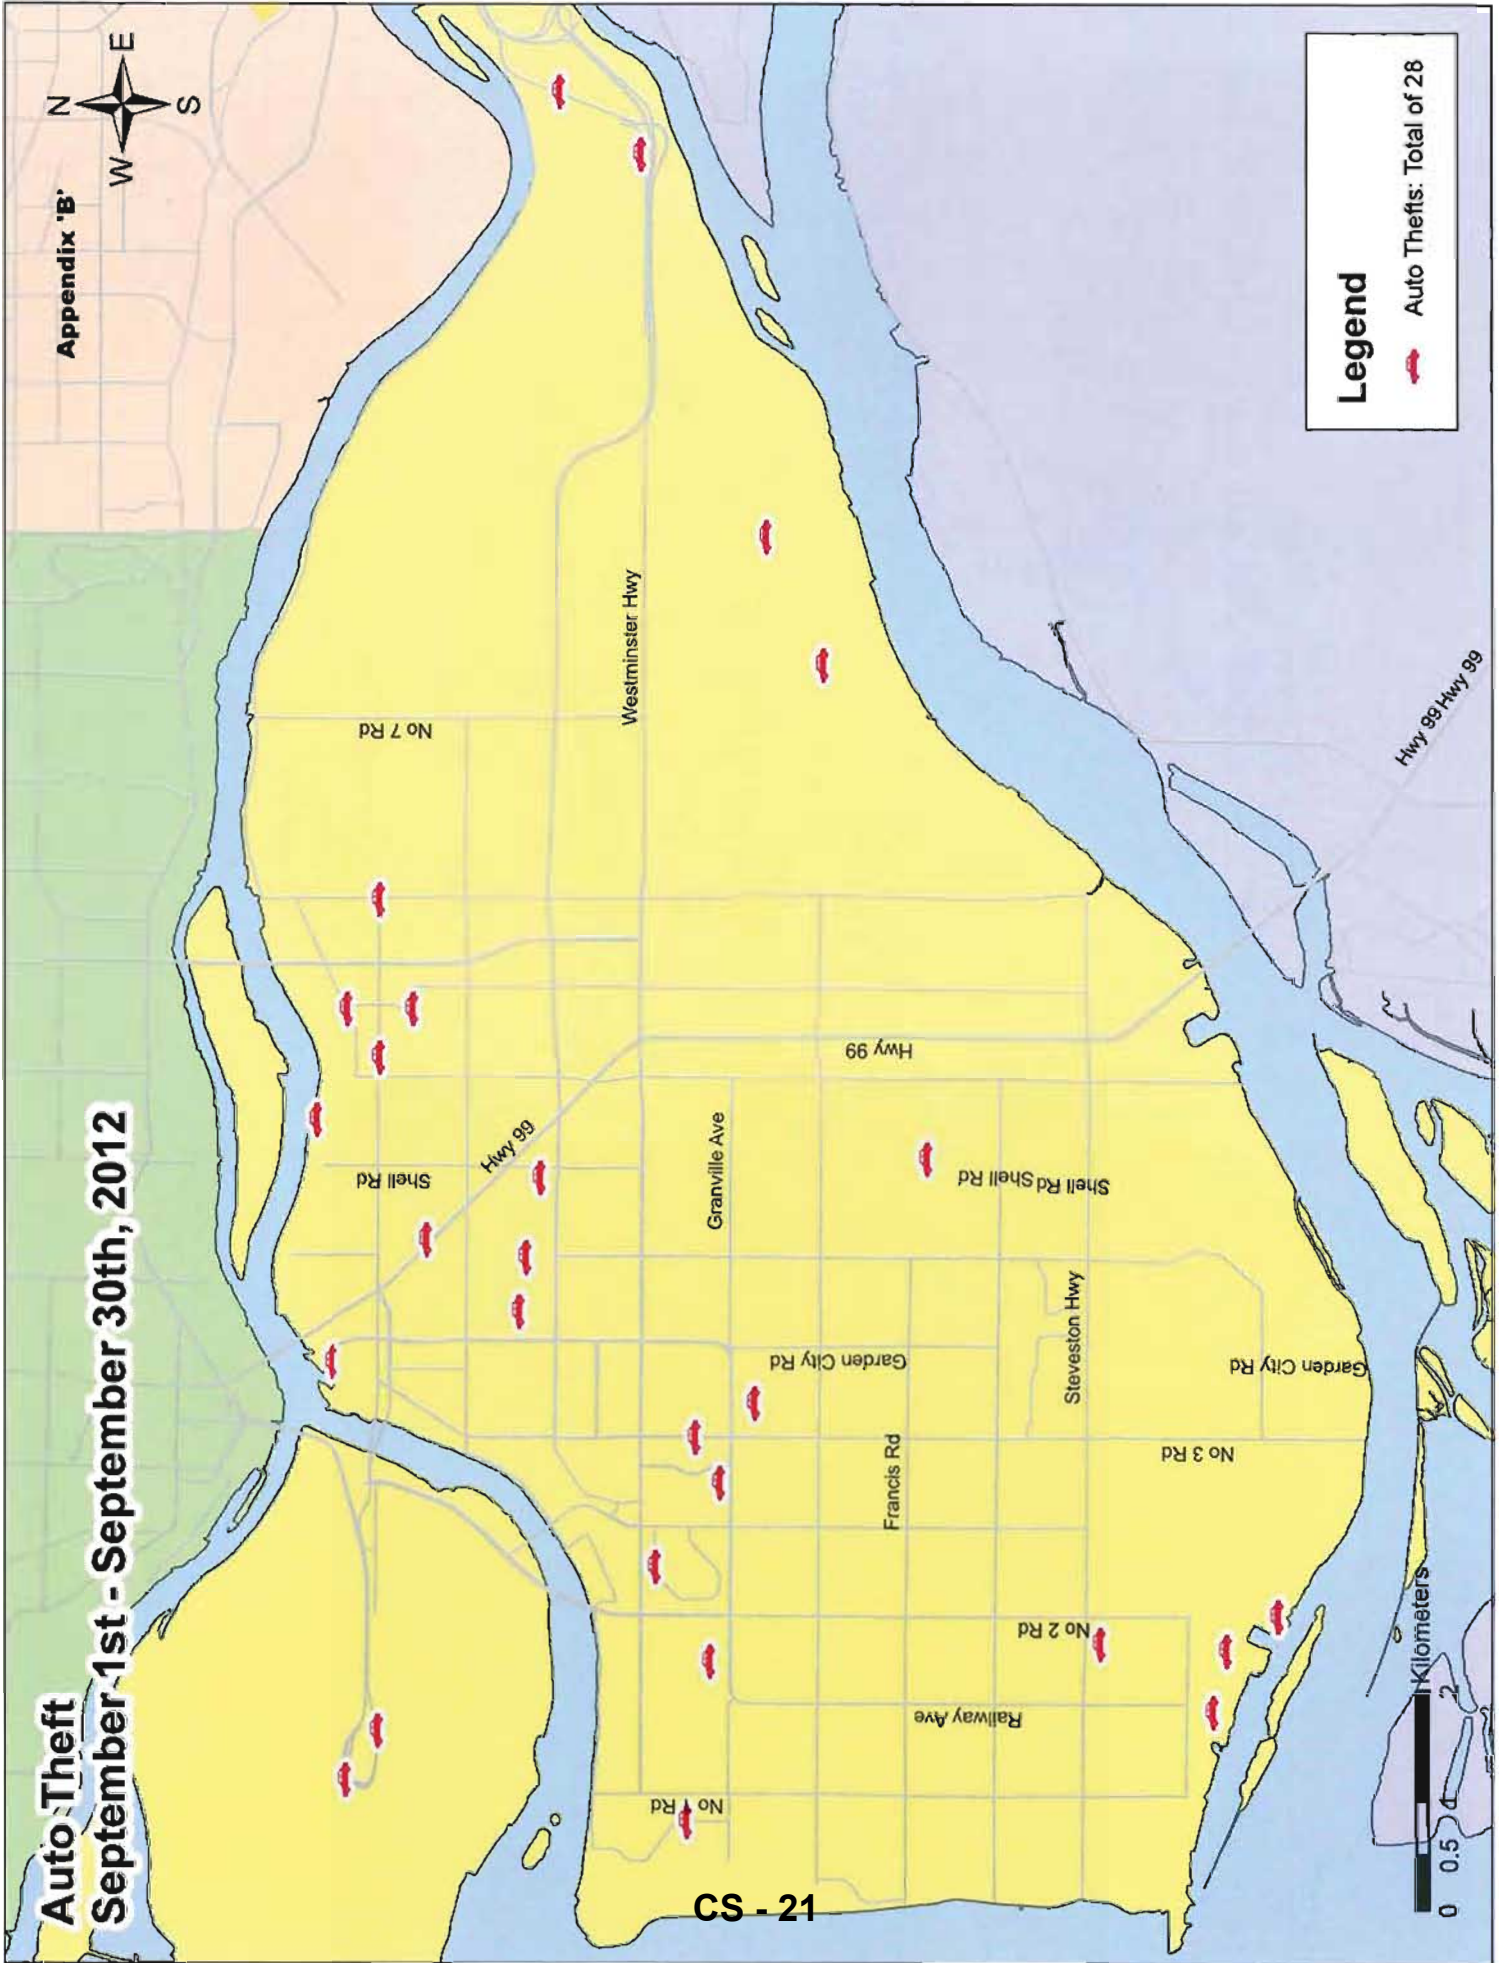 Auto Theft
September 1st - September 30th, 2012
Appendix 'B'
N
W
E
S
No 7 Rd
Westminster Hwy
Shell Rd
Hwy 99
Hwy 99
Granville Ave
Shell Rd Shell Rd
Garden City Rd
Steveston Hwy
Garden City Rd
Francis Rd
No 3 Rd
No 2 Rd
Railway Ave
No 1 Rd
Hwy 99 Hwy 99
Legend
Auto Thefts: Total of 28
0 0.5 1 2
Kilometers
CS - 21